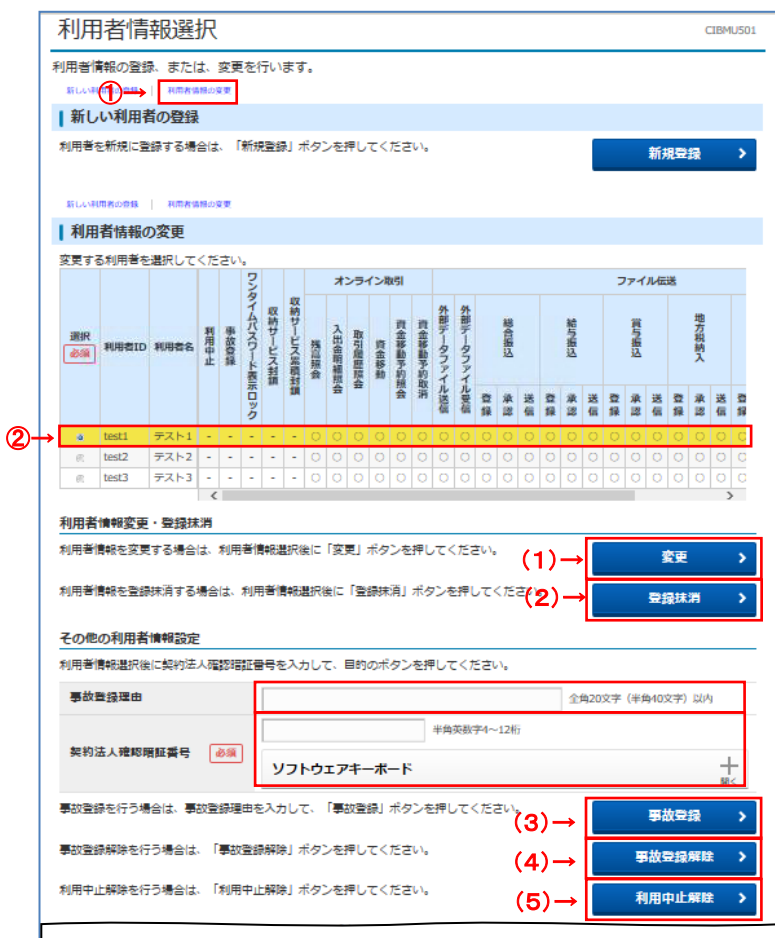 利用者情報選択
CIBMU501
利用者情報の登録、または、変更を行います。
新しい利用者の登録 | 利用者情報の変更
①→
新しい利用者の登録
利用者を新規に登録する場合は、「新規登録」ボタンを押してください。
新規登録
新しい利用者の登録 | 利用者情報の変更
利用者情報の変更
変更する利用者を選択してください。
選択
必須
利用者ID
利用者名
利用中止
事故登録
ワンタイムパスワード表示ロック
収納サービス封鎖
収納サービス累積封鎖
オンライン取引
残高照会
入出金明細照会
取引履歴照会
資金移動
資金移動予約照会
資金移動予約取消
ファイル伝送
外部データファイル送信
外部データファイル受信
総合振込
登録 承認 送信
給与振込
登録 承認 送信
賞与振込
登録 承認 送信
地方税納入
登録 承認 送信
登録
②→
test1 テスト1 - - - - - ○ ○ ○ ○ ○ ○ ○ ○ ○ ○ ○ ○ ○ ○ ○ ○ ○ ○ ○ ○ ○
test2 テスト2 - - - - - ○ ○ ○ ○ ○ ○ ○ ○ ○ ○ ○ ○ ○ ○ ○ ○ ○ ○ ○ ○ ○
test3 テスト3 - - - - - ○ ○ ○ ○ ○ ○ ○ ○ ○ ○ ○ ○ ○ ○ ○ ○ ○ ○ ○ ○ ○
利用者情報変更・登録抹消
利用者情報を変更する場合は、利用者情報選択後に「変更」ボタンを押してください。
(1)→
変更
利用者情報を登録抹消する場合は、利用者情報選択後に「登録抹消」ボタンを押してください。
(2)→
登録抹消
その他の利用者情報設定
利用者情報選択後に契約法人確認暗証番号を入力して、目的のボタンを押してください。
事故登録理由
全角20文字（半角40文字）以内
契約法人確認暗証番号
必須
半角英数字4～12桁
ソフトウェアキーボード
開く
事故登録を行う場合は、事故登録理由を入力して、「事故登録」ボタンを押してください。
(3)→
事故登録
事故登録解除を行う場合は、「事故登録解除」ボタンを押してください。
(4)→
事故登録解除
利用中止解除を行う場合は、「利用中止解除」ボタンを押してください。
(5)→
利用中止解除